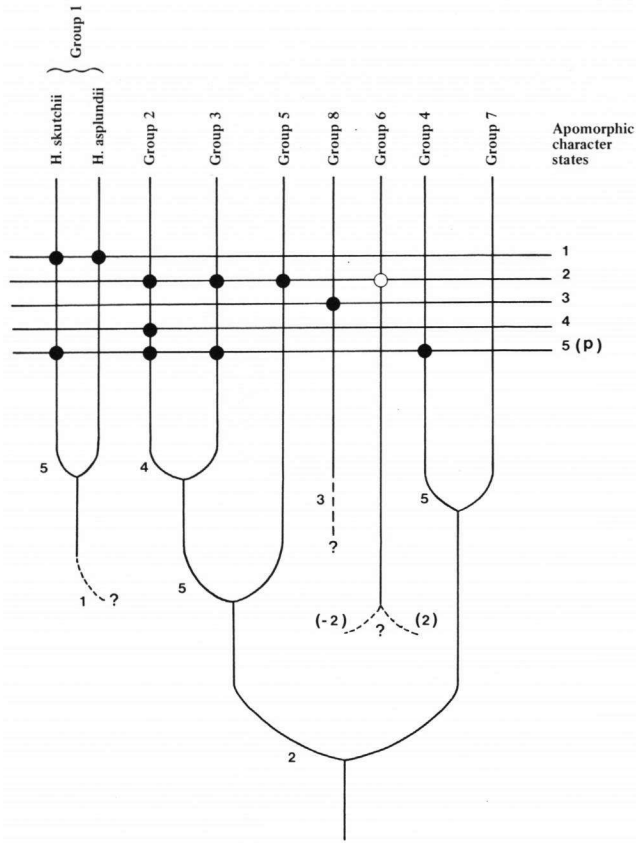 Group 1
H. skutchii
H. asplundii
Group 2
Group 3
Group 5
Group 8
Group 6
Group 4
Group 7
Apomorphic
character
states
1
2
3
4
5 (p)
5
4
3
5
1 ?
?
5
(-2) ? (2)
2